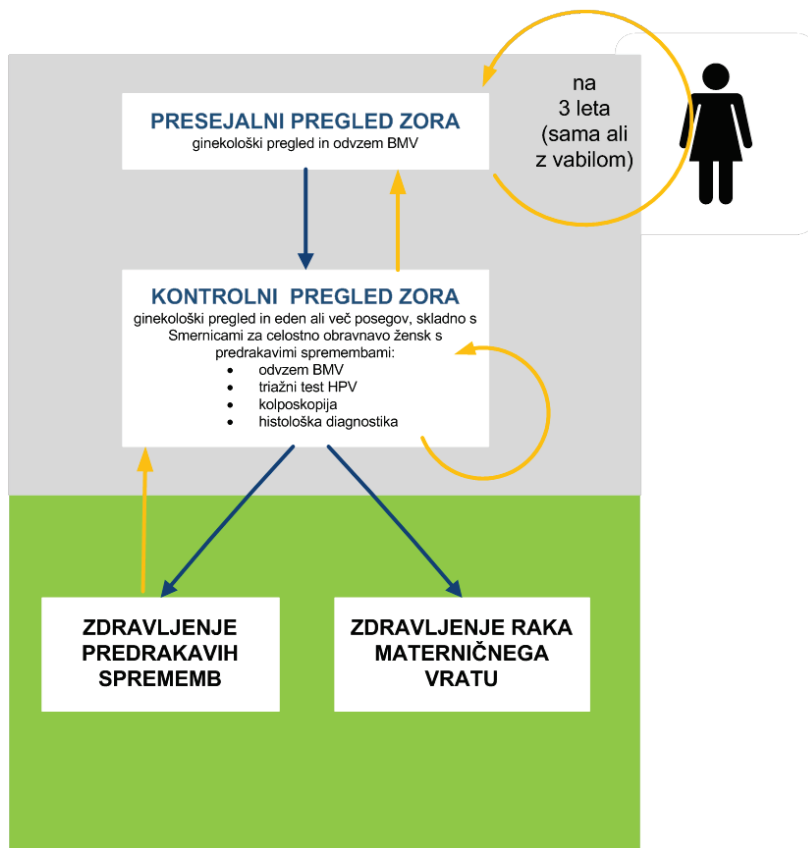 PRESEJALNI PREGLED ZORA
ginekološki pregled in odvzem BMV
na
3 leta
(sama ali
z vabilom)
KONTROLNI PREGLED ZORA
ginekološki pregled in eden ali več posegov, skladno s
Smernicami za celostno obravnavo žensk s
predrakavimi spremembami:
• odvzem BMV
• triažni test HPV
• kolposkopija
• histološka diagnostika
ZDRAVLJENJE
PREDRAKAVIH
SPREMEMB
ZDRAVLJENJE RAKA
MATERNIČNEGA
VRATU